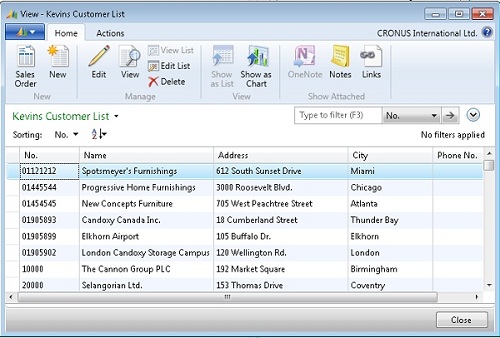 View - Kevins Customer List
Home Actions CRONUS International Ltd.
Sales Order
New
New
Edit
View
View List
Edit List
Delete
Manage
Show as List
Show as Chart
View
OneNote
Notes
Links
Show Attached
Kevins Customer List Type to filter (F3) No.
Sorting: No. No filters applied
No. Name Address City Phone No.
01121212 Spotsmeyer's Furnishings 612 South Sunset Drive Miami
01445544 Progressive Home Furnishings 3000 Roosevelt Blvd. Chicago
01454545 New Concepts Furniture 705 West Peachtree Street Atlanta
01905893 Candoxy Canada Inc. 18 Cumberland Street Thunder Bay
01905899 Elkhorn Airport 105 Buffalo Dr. Elkhorn
01905902 London Candoxy Storage Campus 120 Wellington Rd. London
10000 The Cannon Group PLC 192 Market Square Birmingham
20000 Selangorian Ltd. 153 Thomas Drive Coventry
Close